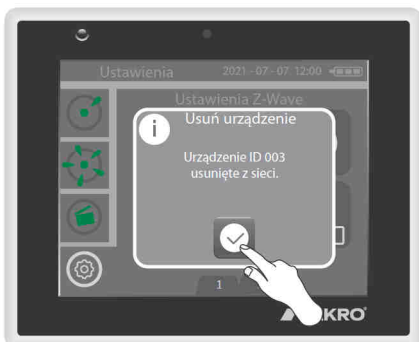 Ustawienia 2021-07-07 12:00
Ustawienia Z-Wave
Usuń urządzenie
i
Urządzenie ID 003
usunięte z sieci.
1
KRO